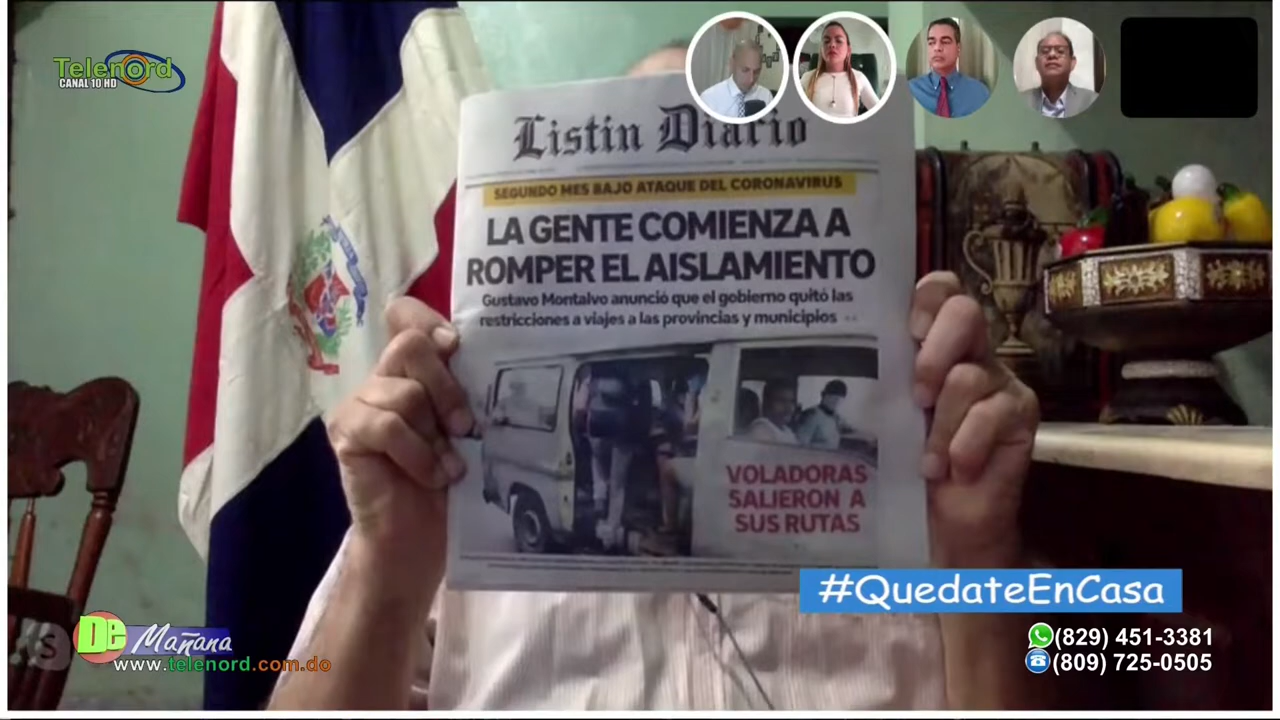 Telenord
CANAL 10 HD
Listin Diario
SEGUNDO MES BAJO ATAQUE DEL CORONAVIRUS
LA GENTE COMIENZA A
ROMPER EL AISLAMIENTO
Gustavo Montalvo anunció que el gobierno quitó las
restricciones a viajes a las provincias y municipios
VOLADORAS
SALIERON A
SUS RUTAS
#QuedateEnCasa
De Mañana
www.telenord.com.do
(829) 451-3381
(809) 725-0505